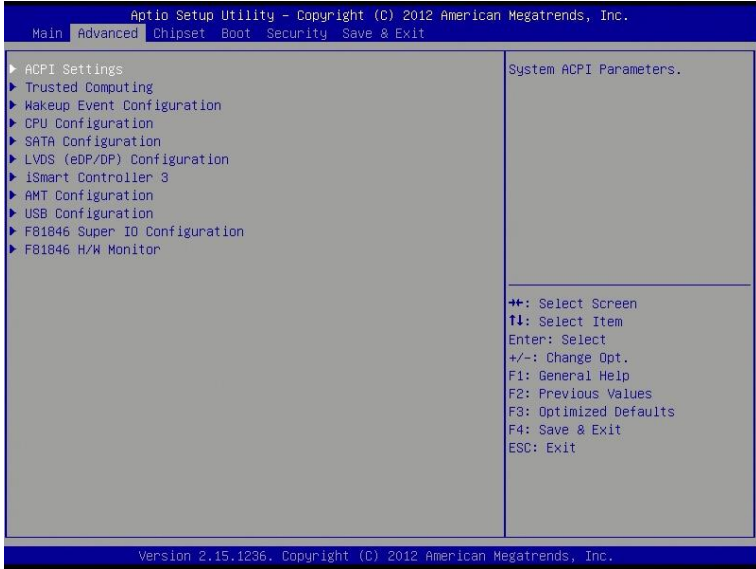 Aptio Setup Utility – Copyright (C) 2012 American Megatrends, Inc.
Main Advanced Chipset Boot Security Save & Exit
▶ ACPI Settings
▶ Trusted Computing
▶ Wakeup Event Configuration
▶ CPU Configuration
▶ SATA Configuration
▶ LVDS (eDP/DP) Configuration
▶ iSmart Controller 3
▶ AMT Configuration
▶ USB Configuration
▶ F81846 Super IO Configuration
▶ F81846 H/W Monitor
System ACPI Parameters.
→←: Select Screen
↑↓: Select Item
Enter: Select
+/-: Change Opt.
F1: General Help
F2: Previous Values
F3: Optimized Defaults
F4: Save & Exit
ESC: Exit
Version 2.15.1236. Copyright (C) 2012 American Megatrends, Inc.